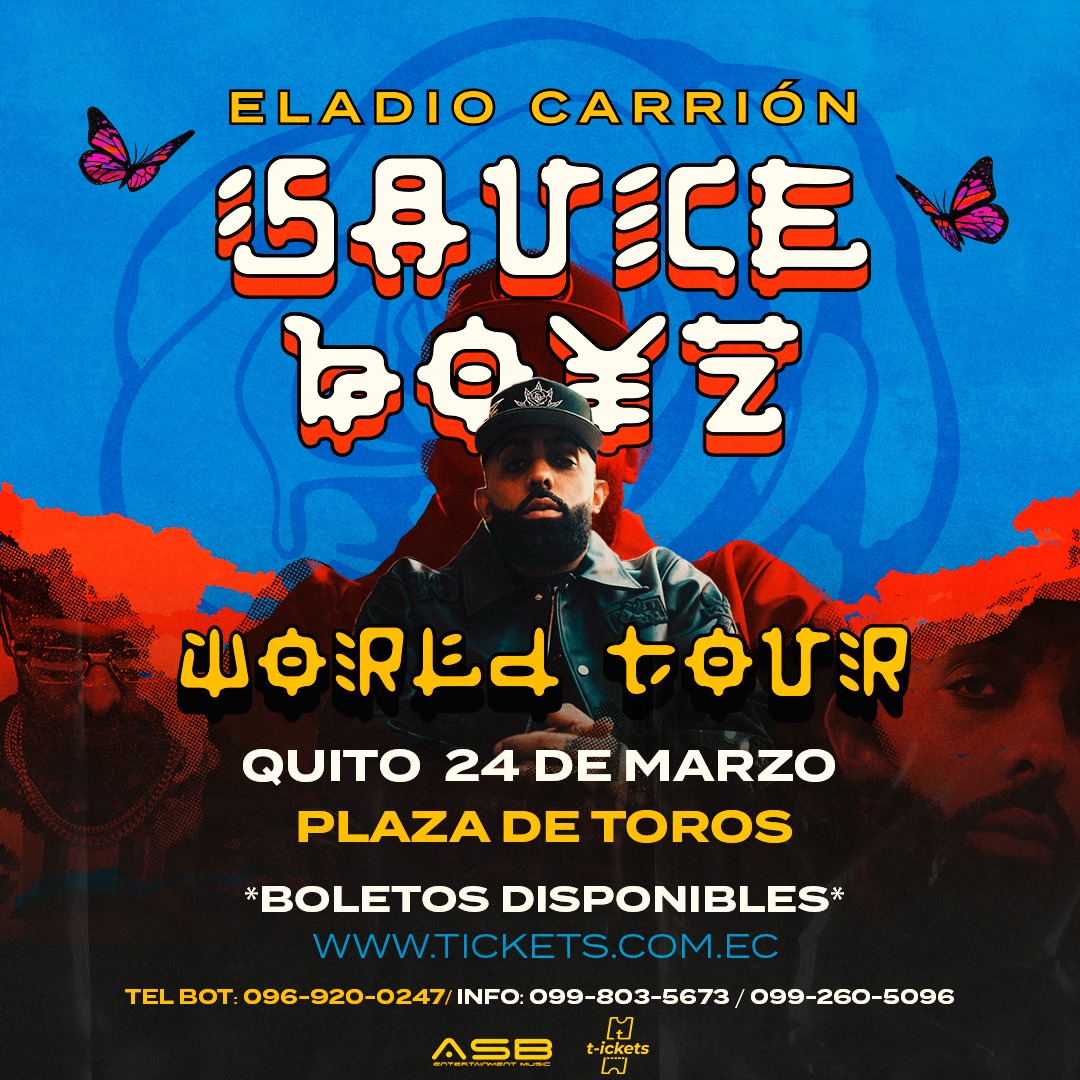 ELADIO CARRIÓN
SAUCE
BOYZ
WORLD TOUR
QUITO 24 DE MARZO
PLAZA DE TOROS
*BOLETOS DISPONIBLES*
WWW.TICKETS.COM.EC
TEL BOT: 096-920-0247/ INFO: 099-803-5673 / 099-260-5096
ASB
ENTERTAINMENT MUSIC
t
t-ickets